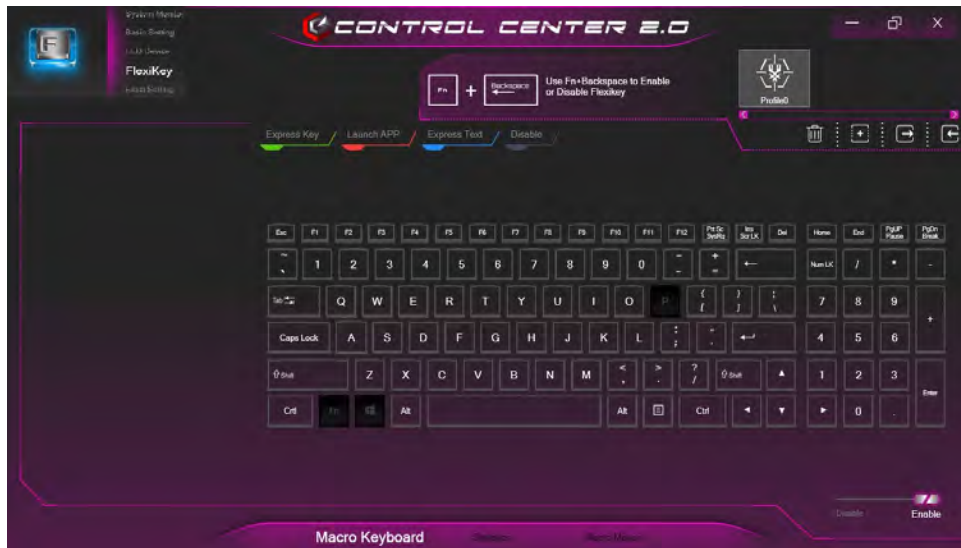 System Monitor
Basic Setting
LED Device
FlexiKey
CONTROL CENTER 2.0
Fn + Backspace Use Fn+Backspace to Enable
or Disable Flexikey
Profile0
Express Key / Launch APP / Express Text / Disable
Esc F1 F2 F3 F4 F5 F6 F7 F8 F9 F10 F11 F12 Prt Sc Ins Del Home End PgUP PgDn
SysRq Scr LK Pause Break
~ 1 2 3 4 5 6 7 8 9 0 - + ← Num LK / * -
Tab Q W E R T Y U I O P { } 7 8 9 +
Caps Lock A S D F G H J K L : ; 4 5 6
Shift Z X C V B N M < > ? / Shift ▲ 1 2 3 Enter
Crtl Fn Alt Alt Ctrl ◄ ▼ ► 0 .
Disable Enable
Macro Keyboard